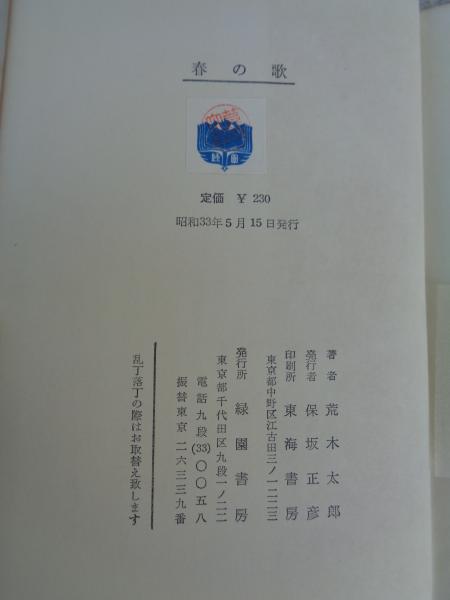 春の歌
定価 ¥ 230
昭和33年5月15日発行
著者 荒木太郎
発行者 保坂正彦
印刷所 東海書房
東京都中野区江古田三ノ一二二三
発行所 緑園書房
東京都千代田区九段一ノ二二
電話九段(33)〇〇五八
振替東京二六三三九番
乱丁落丁の際はお取替え致します